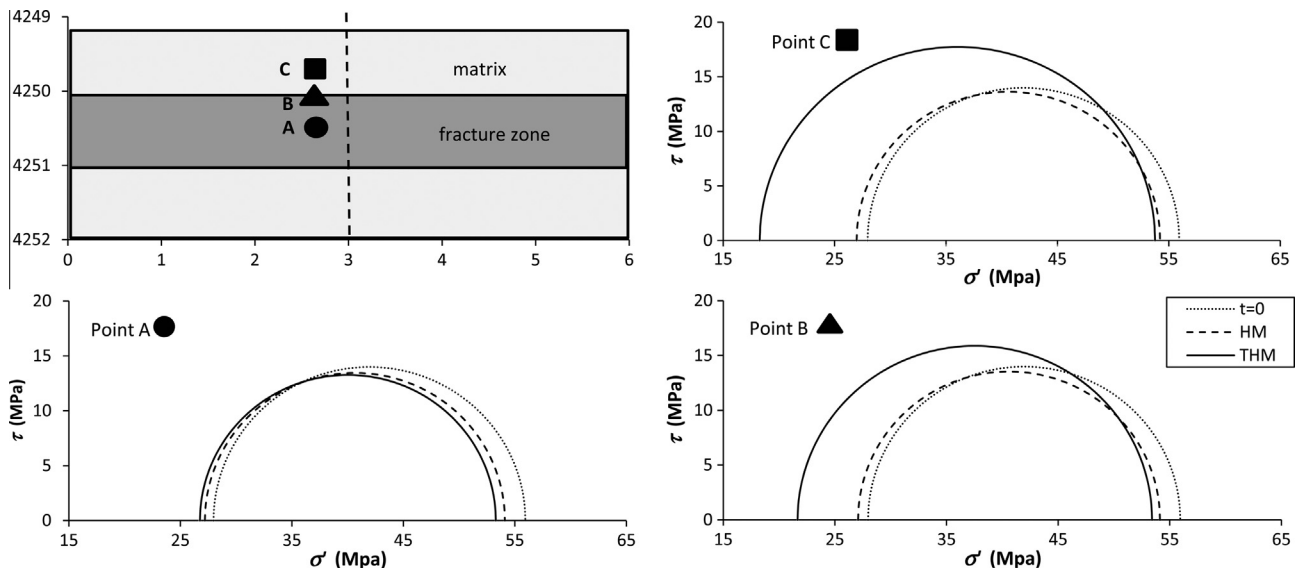 4249
4250
4251
4252
0 1 2 3 4 5 6
C
B
A
matrix
fracture zone
Point C
20
15
10
5
0
τ (MPa)
15 25 35 45 55 65
σ' (Mpa)
Point A
20
15
10
5
0
τ (MPa)
15 25 35 45 55 65
σ' (Mpa)
Point B
20
15
10
5
0
τ (MPa)
15 25 35 45 55 65
σ' (Mpa)
t=0
HM
THM